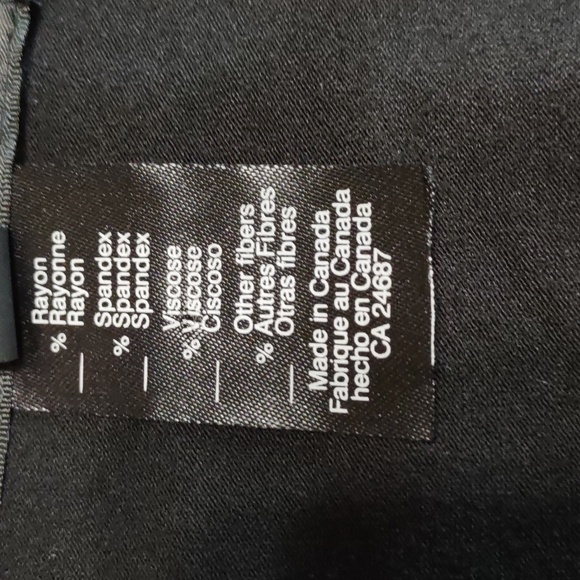 Rayon
% Rayonne
Rayon
Spandex
% Spandex
Spandex
Viscose
% Viscose
Ciscoso
Other fibers
% Autres Fibres
Otras fibres
Made in Canada
Fabrique au Canada
hecho en Canada
CA 24687